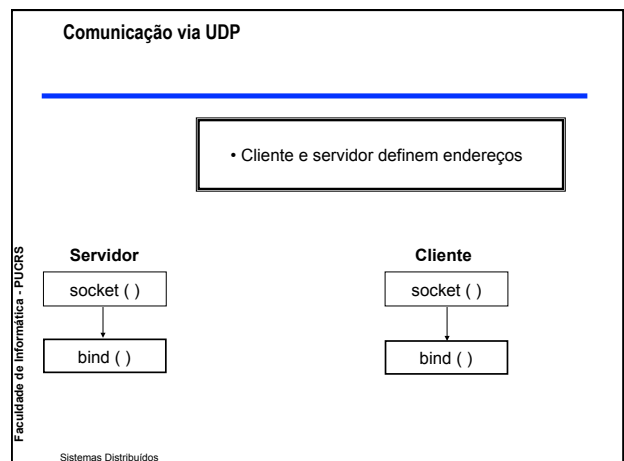 Comunicação via UDP
• Cliente e servidor definem endereços
Servidor
Cliente
socket ( )
socket ( )
bind ( )
bind ( )
Faculdade de Informática - PUCRS
Sistemas Distribuídos